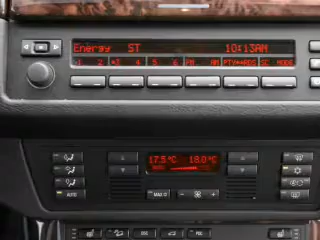 Energy ST 10:13AM
1 2 *3 4 5 6 FM AM PTY RDS SC MODE
17.5°C 18.0°C
AUTO MAX